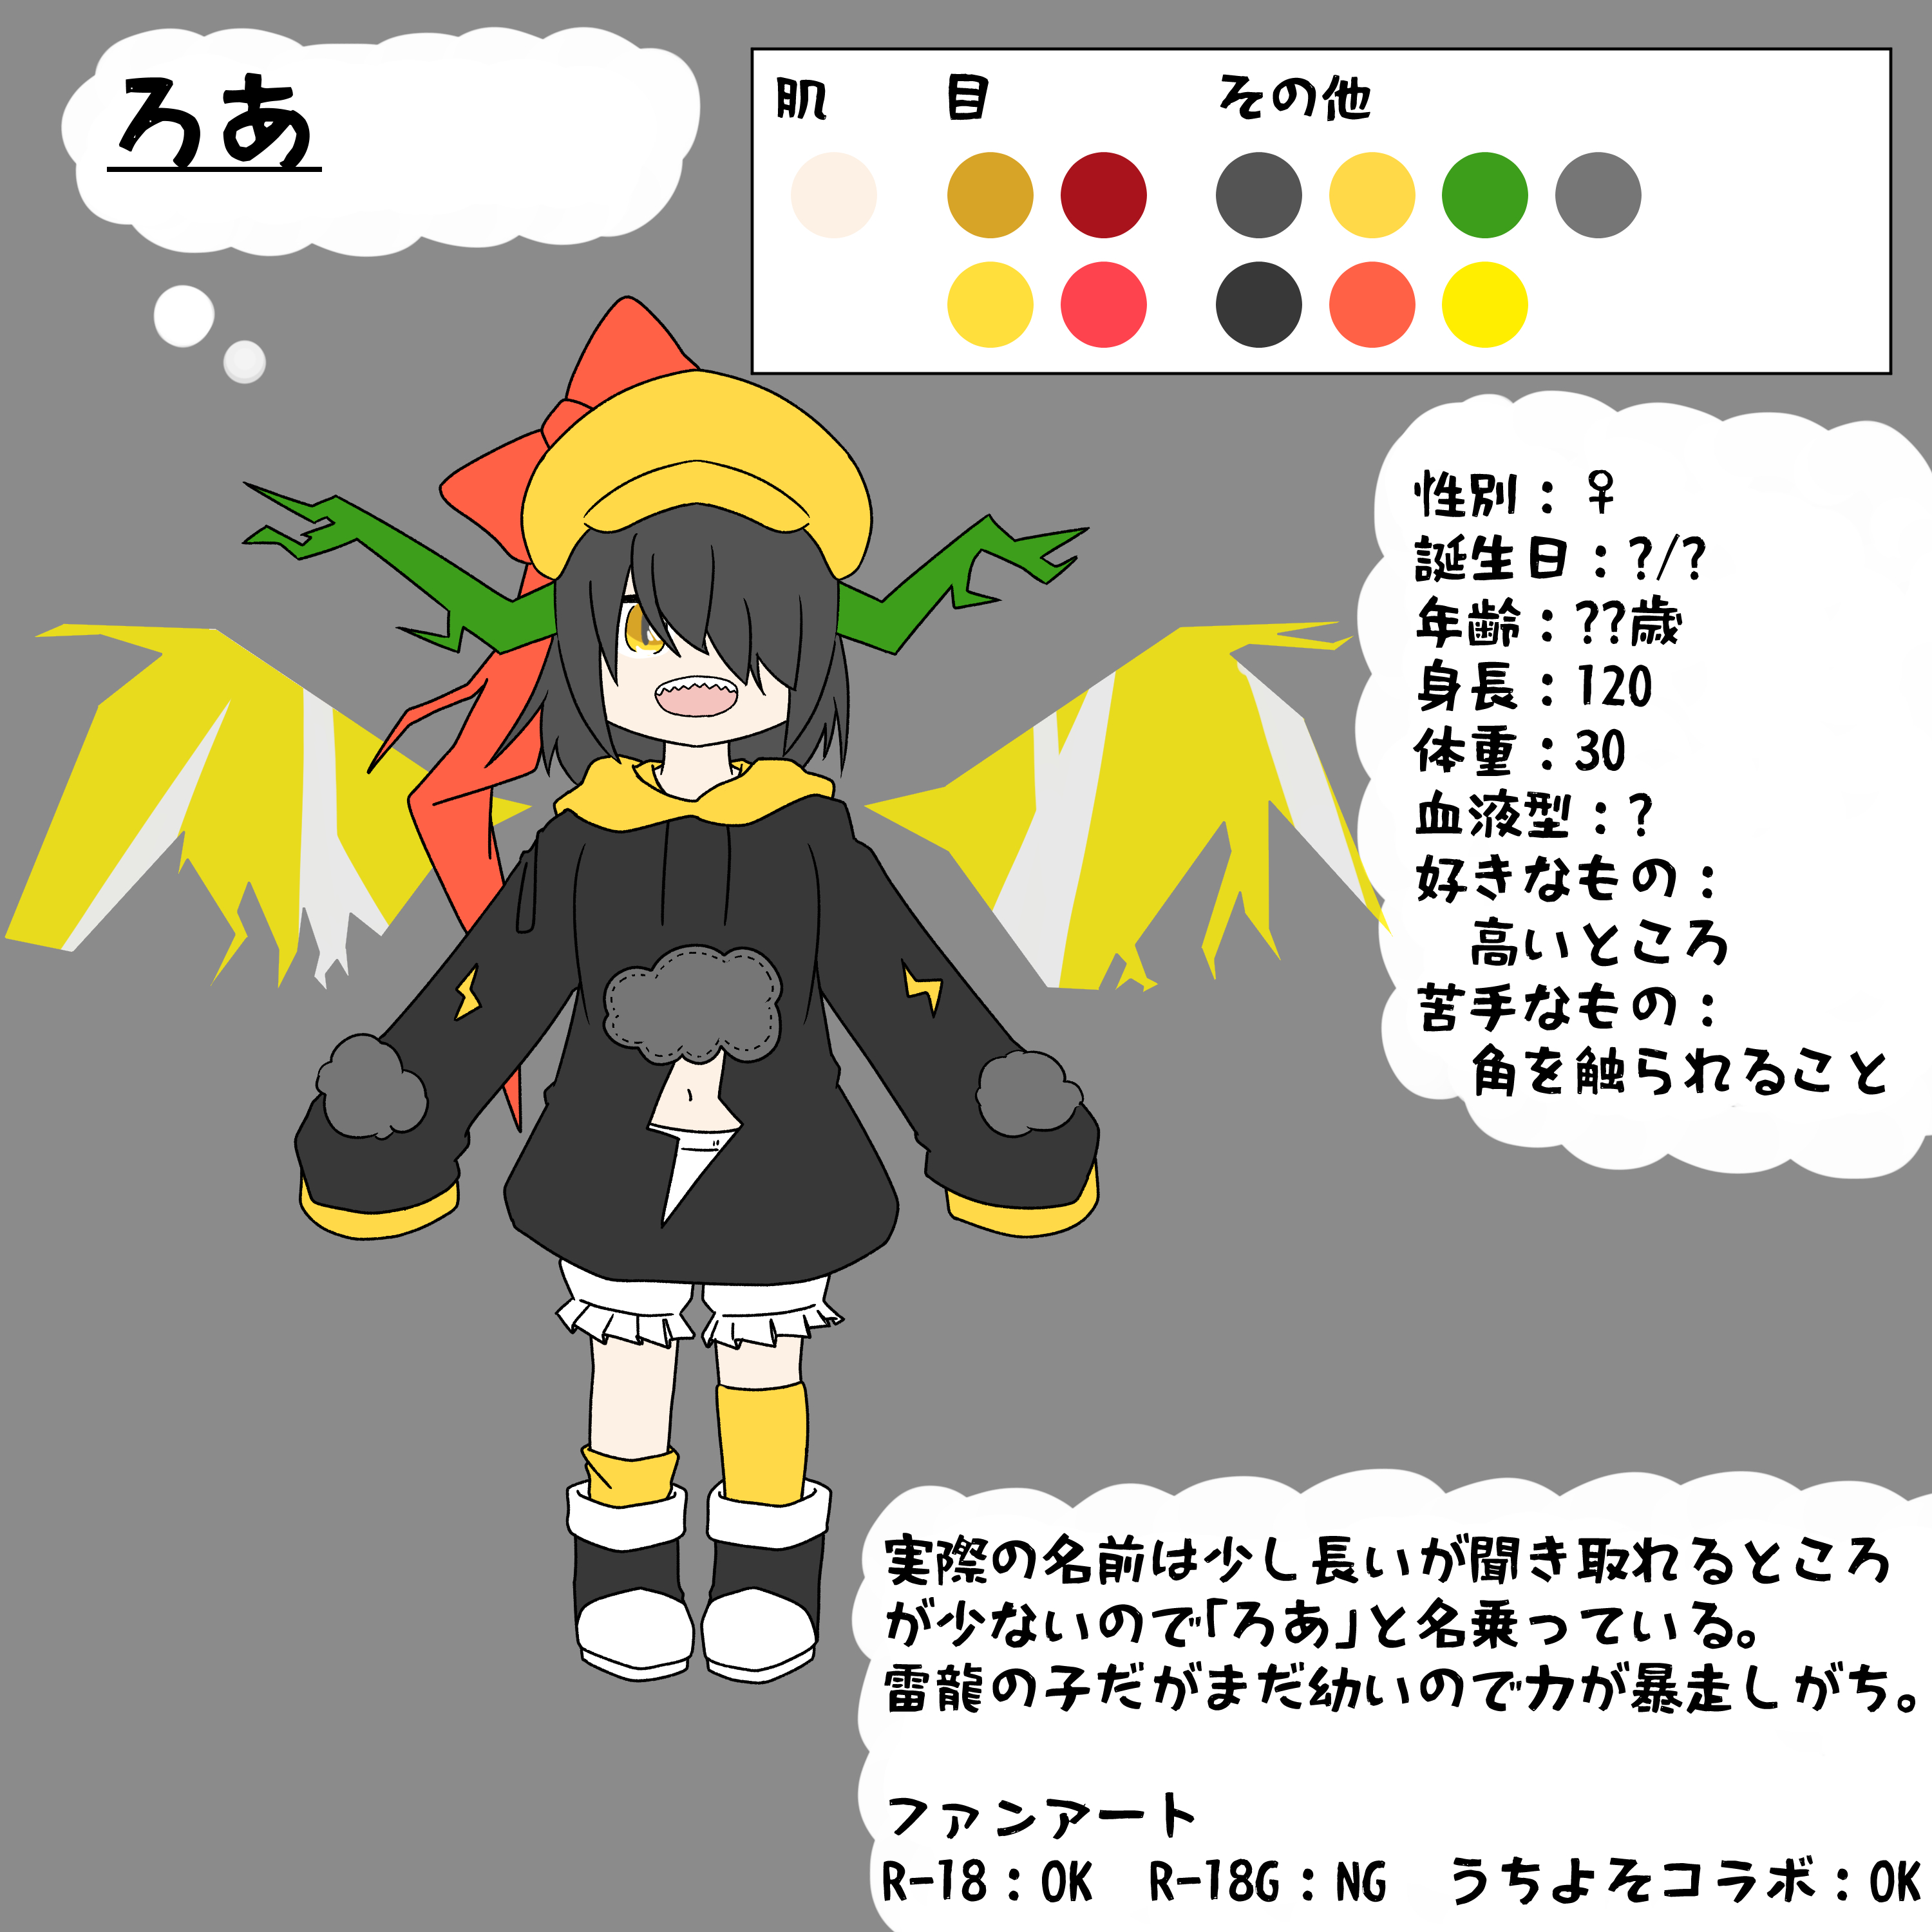 ろあ
肌 目 その他
性別：♀
誕生日：?/?
年齢：??歳
身長：120
体重：30
血液型：?
好きなもの：
高いところ
苦手なもの：
角を触られること
実際の名前は少し長いが聞き取れるところ
が少ないので「ろあ」と名乗っている。
雷龍の子だがまだ幼いので力が暴走しがち。
ファンアート
R-18：OK R-18G：NG うちよそコラボ：OK